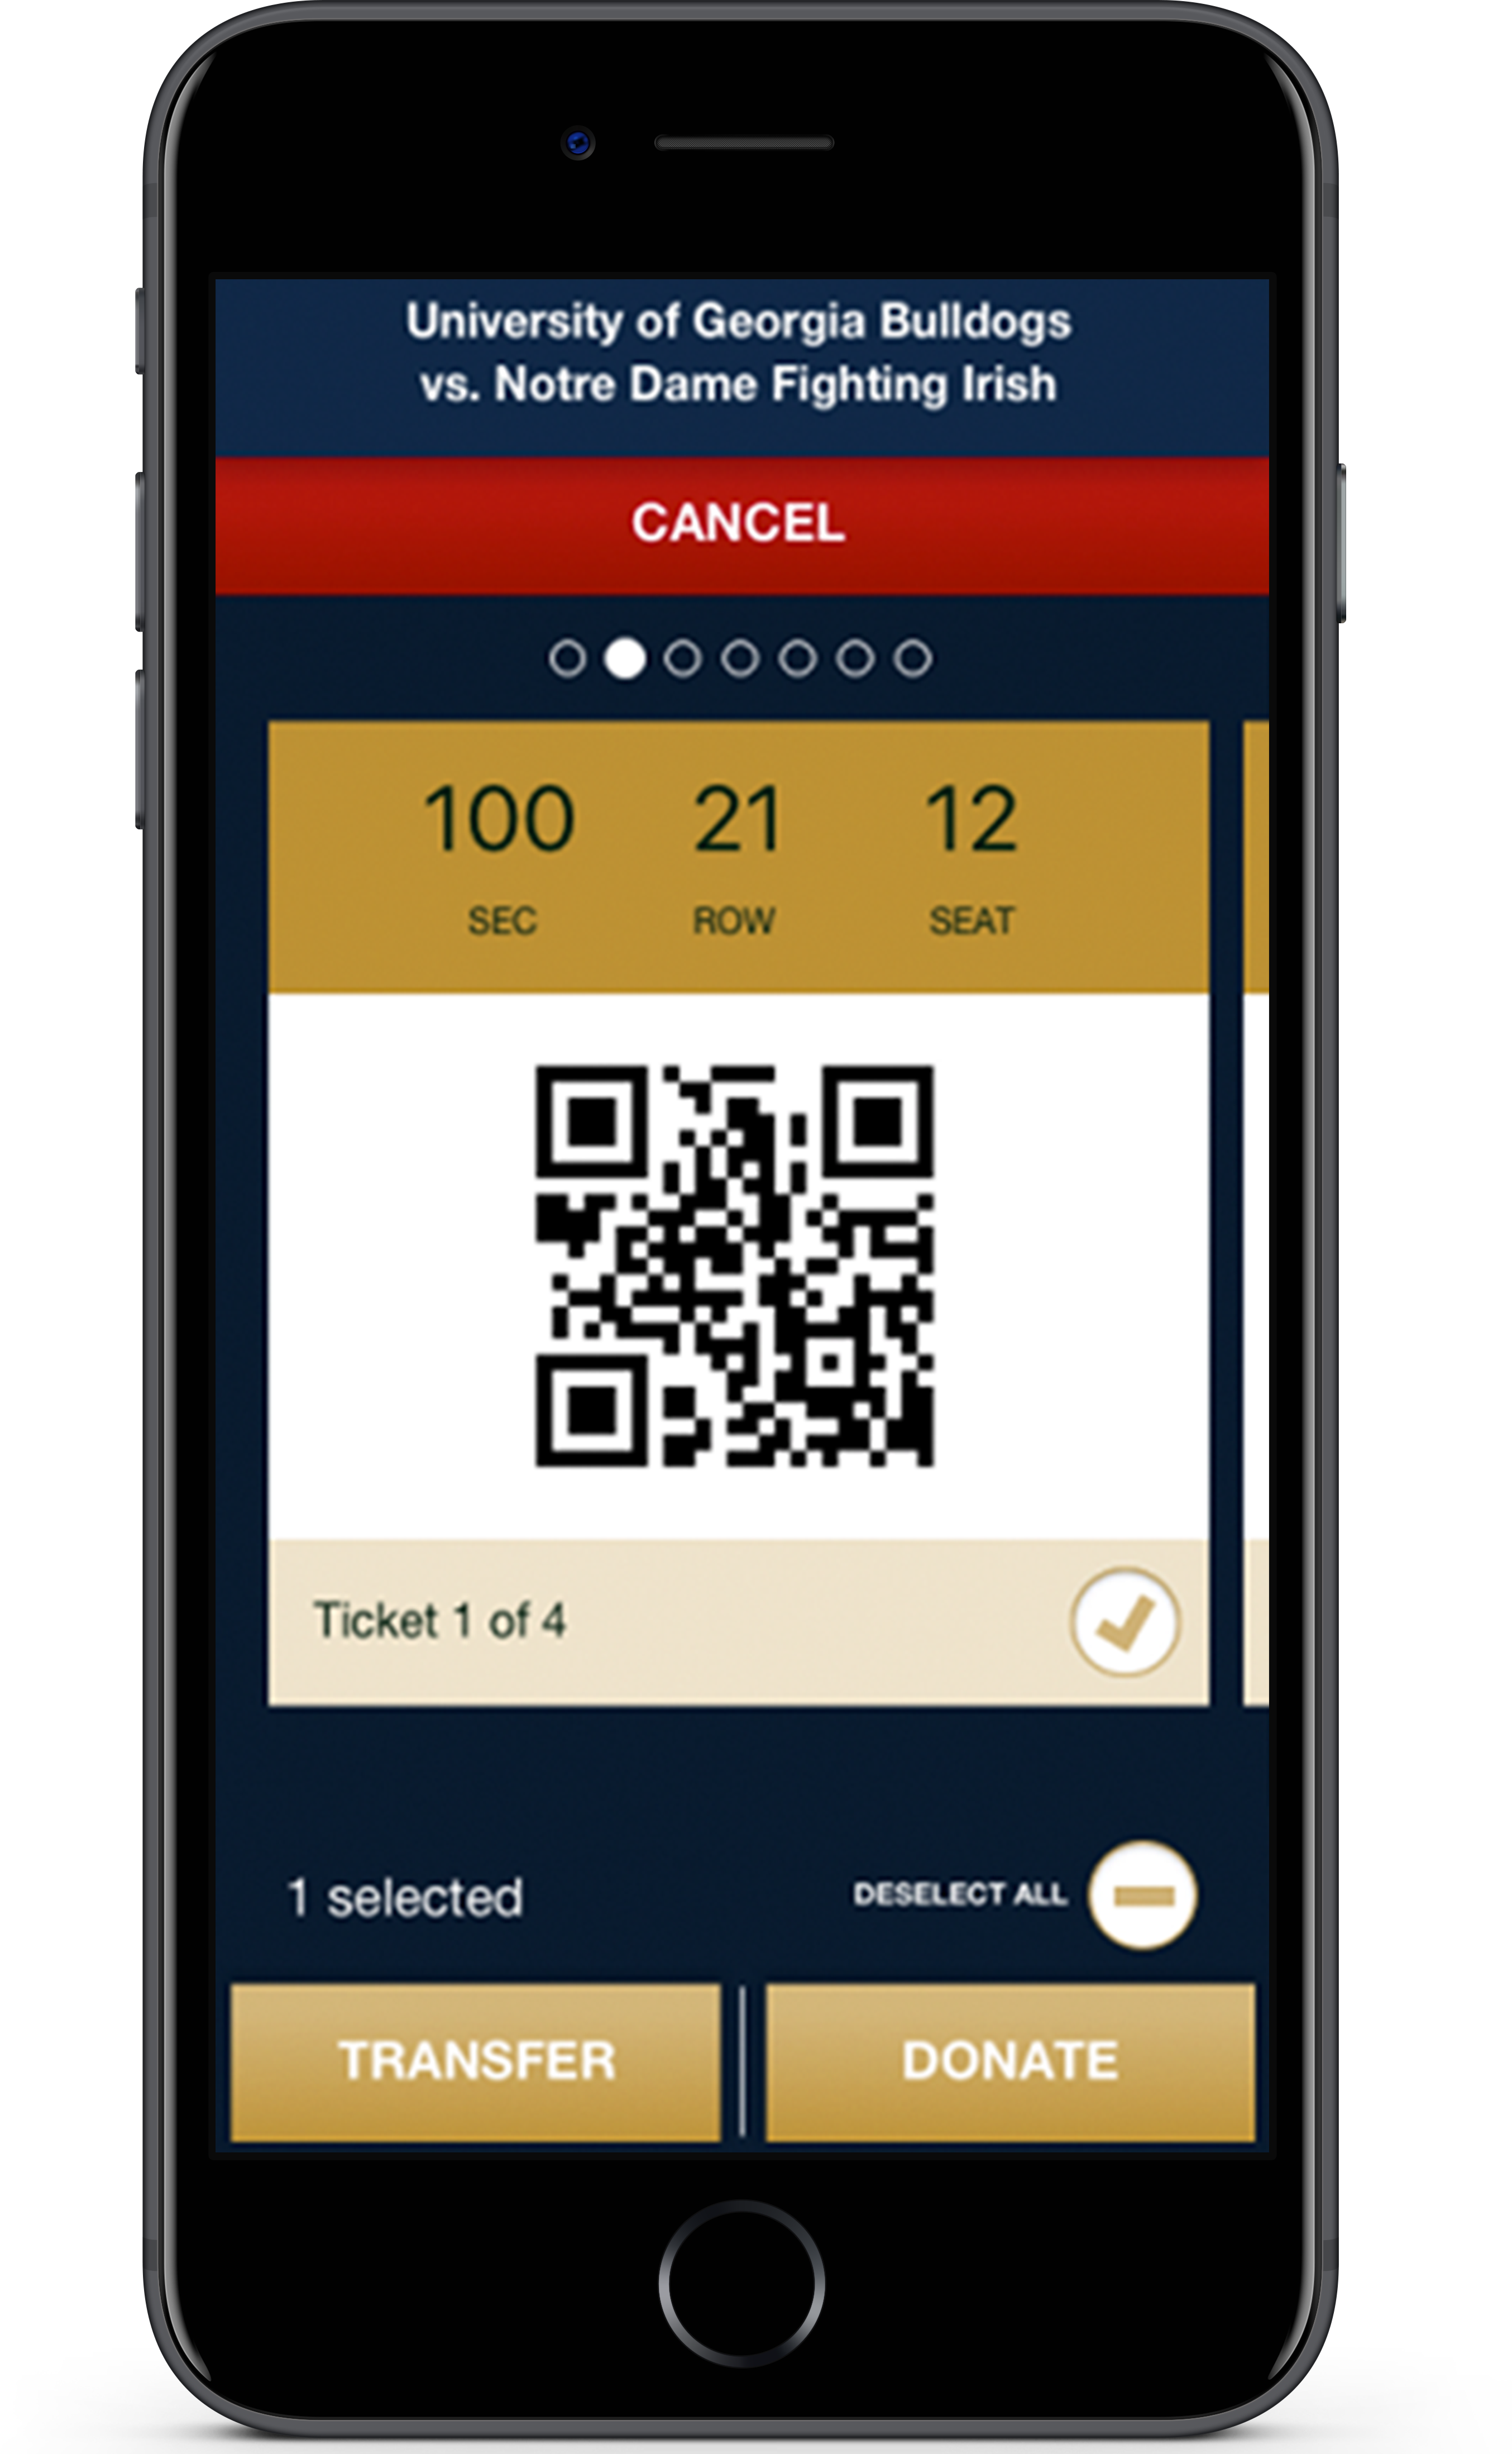 University of Georgia Bulldogs
vs. Notre Dame Fighting Irish
CANCEL
100 21 12
SEC ROW SEAT
Ticket 1 of 4
1 selected DESELECT ALL
TRANSFER DONATE